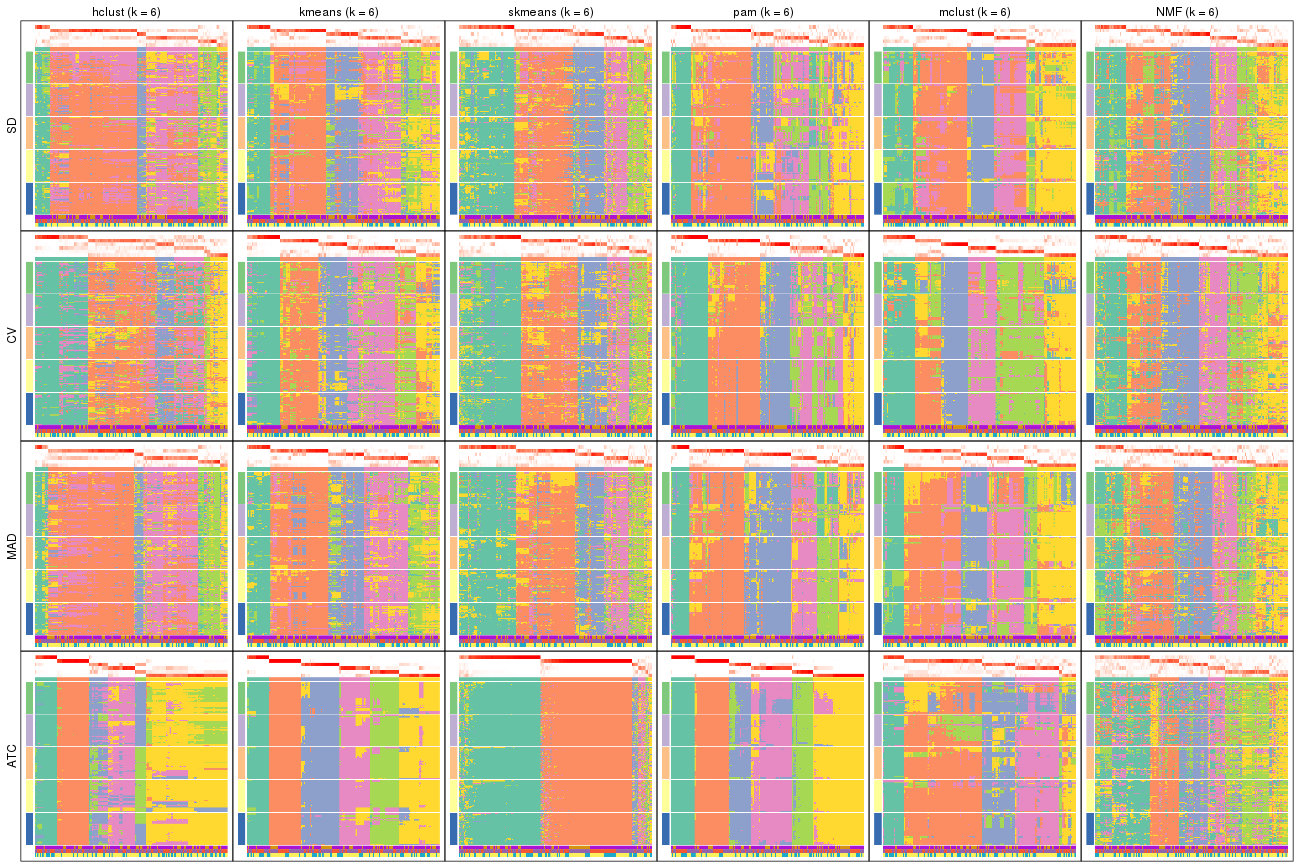 hclust (k = 6) kmeans (k = 6) skmeans (k = 6) pam (k = 6) mclust (k = 6) NMF (k = 6)
SD
CV
MAD
ATC